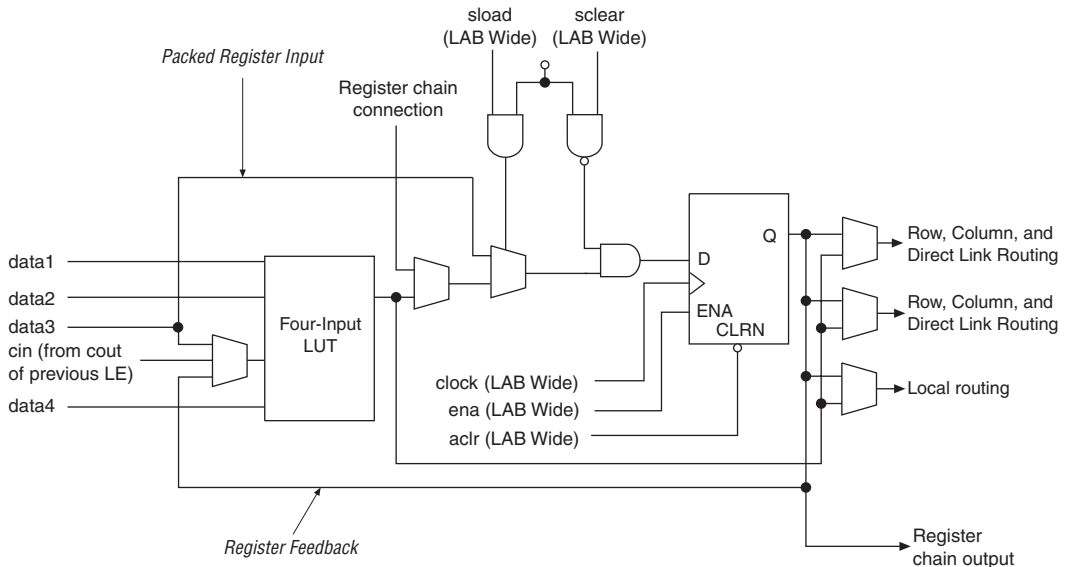 sload
(LAB Wide)
sclear
(LAB Wide)
Packed Register Input
Register chain
connection
data1
data2
data3
cin (from cout
of previous LE)
data4
Four-Input
LUT
Q
D
ENA
CLRN
clock (LAB Wide)
ena (LAB Wide)
aclr (LAB Wide)
Row, Column, and
Direct Link Routing
Row, Column, and
Direct Link Routing
Local routing
Register Feedback
Register
chain output